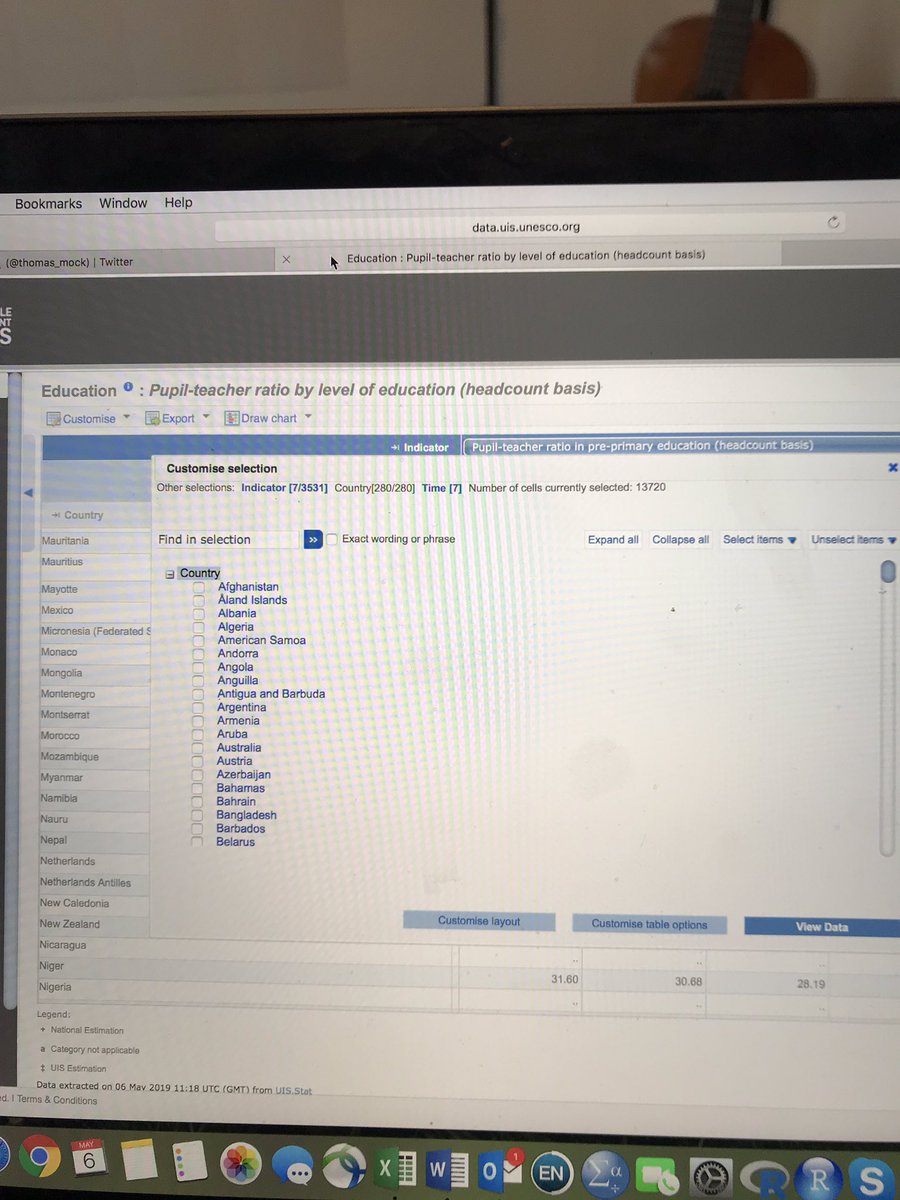 Bookmarks Window Help
data.uis.unesco.org
(@thomas_mock) | Twitter
Education : Pupil-teacher ratio by level of education (headcount basis)
LE
NT
S
Education i : Pupil-teacher ratio by level of education (headcount basis)
Customise Export Draw chart
Indicator Pupil-teacher ratio in pre-primary education (headcount basis)
Customise selection
Other selections: Indicator [7/3531] Country[280/280] Time [7] Number of cells currently selected: 13720
Country
Find in selection » Exact wording or phrase Expand all Collapse all Select items Unselect items
Country
Afghanistan
Åland Islands
Albania
Algeria
American Samoa
Andorra
Angola
Anguilla
Antigua and Barbuda
Argentina
Armenia
Aruba
Australia
Austria
Azerbaijan
Bahamas
Bahrain
Bangladesh
Barbados
Belarus
Mauritania
Mauritius
Mayotte
Mexico
Micronesia (Federated S
Monaco
Mongolia
Montenegro
Montserrat
Morocco
Mozambique
Myanmar
Namibia
Nauru
Nepal
Netherlands
Netherlands Antilles
New Caledonia
New Zealand
Nicaragua
Niger
Nigeria
Customise layout Customise table options View Data
.. .. ..
31.60 30.68 28.19
.. .. ..
Legend:
+ National Estimation
a Category not applicable
‡ UIS Estimation
Data extracted on 06 May 2019 11:18 UTC (GMT) from UIS.Stat
ed. | Terms & Conditions
MAY
6
X
W
O
1
EN
Σα
÷
R
R
S